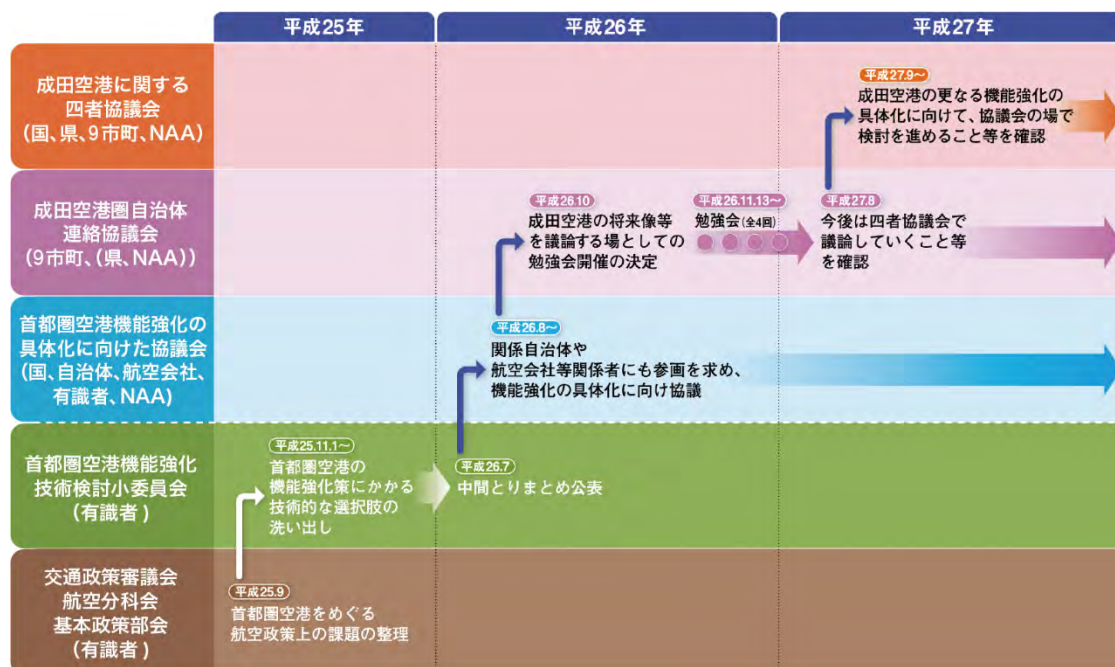 平成25年
平成26年
平成27年
成田空港に関する
四者協議会
(国、県、9市町、NAA)
平成27.9～
成田空港の更なる機能強化の
具体化に向けて、協議会の場で
検討を進めること等を確認
成田空港圏自治体
連絡協議会
(9市町、(県、NAA))
平成26.10
成田空港の将来像等
を議論する場としての
勉強会開催の決定
平成26.11.13～
勉強会(全4回)
平成27.8
今後は四者協議会で
議論していくこと等
を確認
首都圏空港機能強化の
具体化に向けた協議会
(国、自治体、航空会社、
有識者、NAA)
平成26.8～
関係自治体や
航空会社等関係者にも参画を求め、
機能強化の具体化に向け協議
首都圏空港機能強化
技術検討小委員会
(有識者)
平成25.11.1～
首都圏空港の
機能強化策にかかる
技術的な選択肢の
洗い出し
平成26.7
中間とりまとめ公表
交通政策審議会
航空分科会
基本政策部会
(有識者)
平成25.9
首都圏空港をめぐる
航空政策上の課題の整理